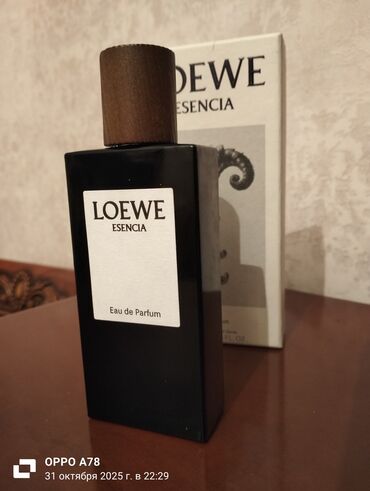 LOEWE
ESENCIA
LOEWE
ESENCIA
Eau de Parfum
OPPO A78
31 октября 2025 г. в 22:29